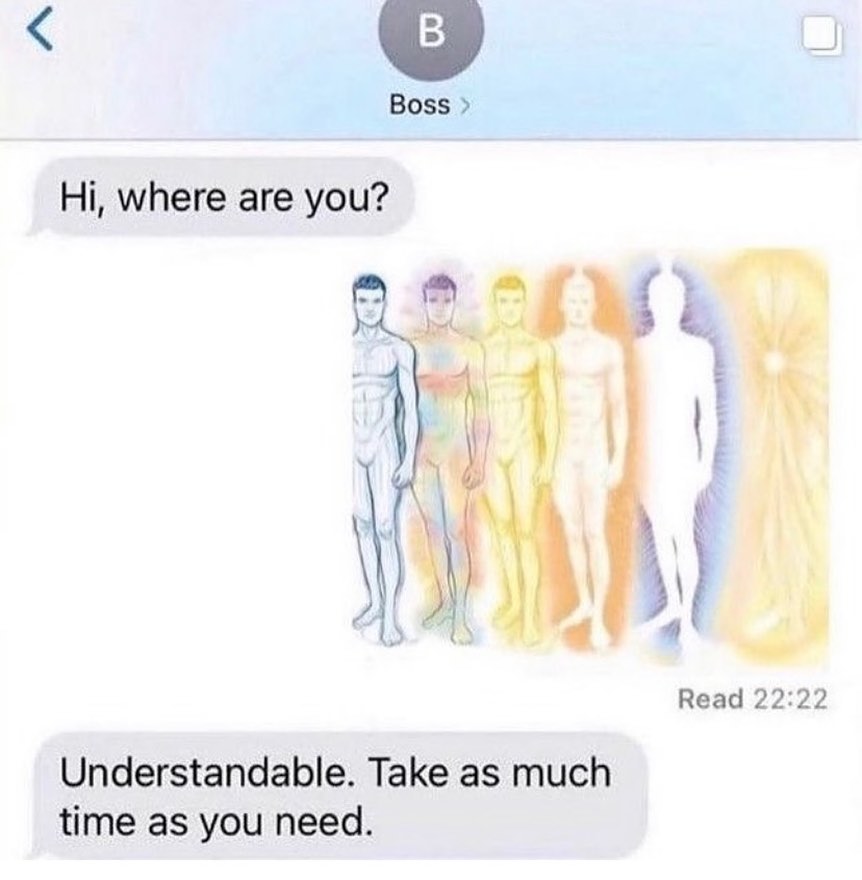 B
Boss >
Hi, where are you?
Read 22:22
Understandable. Take as much
time as you need.